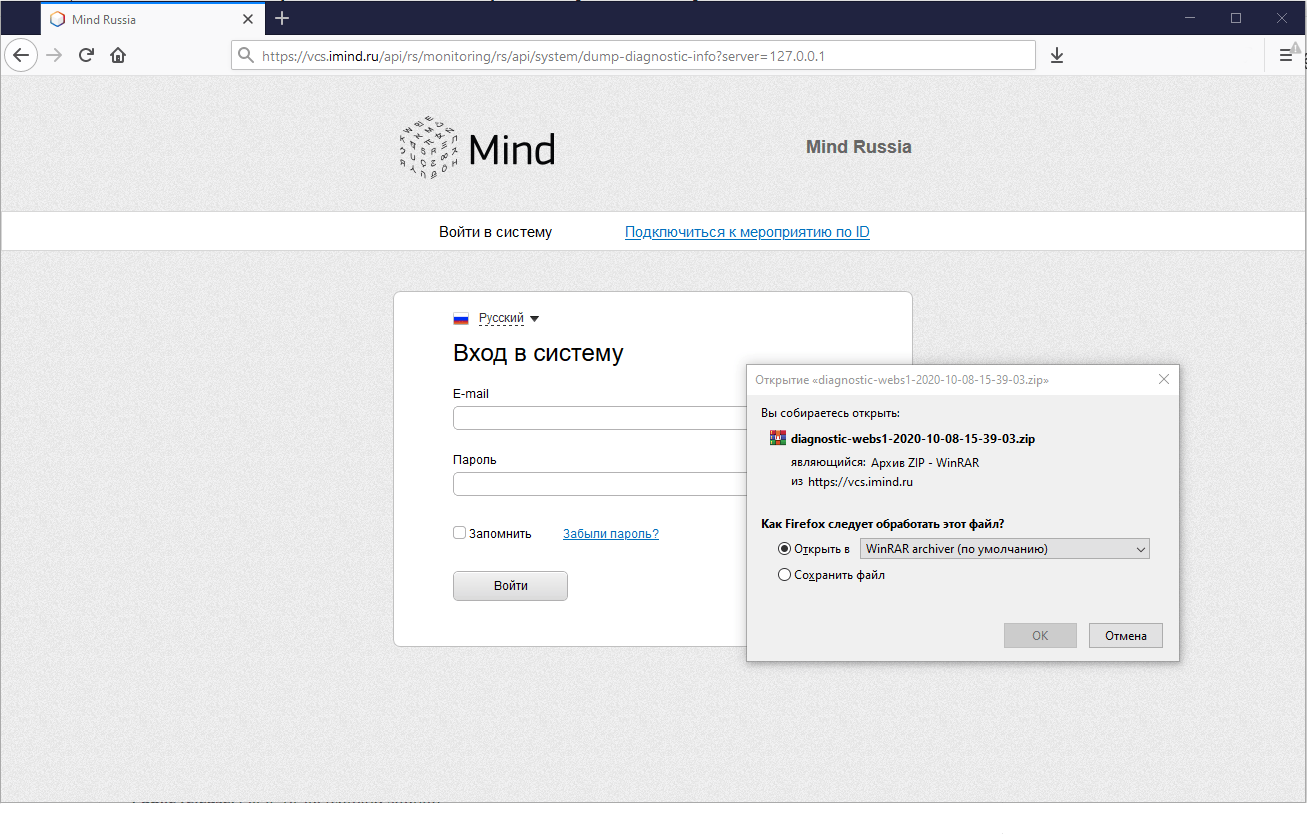 Mind Russia
https://vcs.imind.ru/api/rs/monitoring/rs/api/system/dump-diagnostic-info?server=127.0.0.1
Mind
Mind Russia
Войти в систему
Подключиться к мероприятию по ID
Русский
Вход в систему
E-mail
Пароль
Запомнить
Забыли пароль?
Войти
Открытие «diagnostic-webs1-2020-10-08-15-39-03.zip»
Вы собираетесь открыть:
diagnostic-webs1-2020-10-08-15-39-03.zip
являющийся: Архив ZIP - WinRAR
из https://vcs.imind.ru
Как Firefox следует обработать этот файл?
Открыть в
WinRAR archiver (по умолчанию)
Сохранить файл
ОК
Отмена